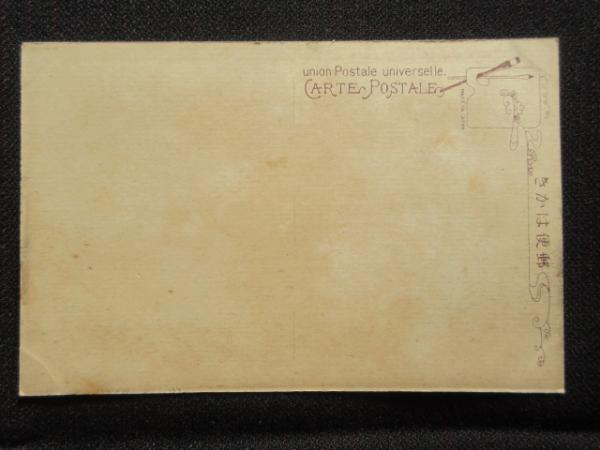 union Postale universelle.
CARTE POSTALE
きかは便郵